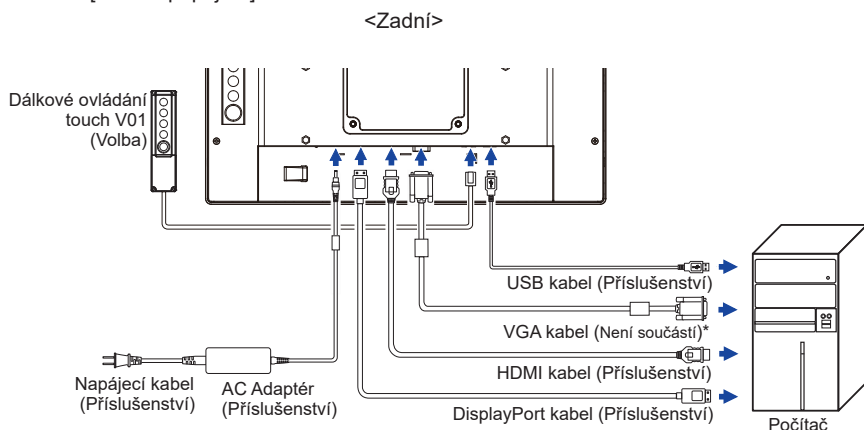 <Zadní>
Dálkové ovládání
touch V01
(Volba)
USB kabel (Příslušenství)
VGA kabel (Není součástí)*
HDMI kabel (Příslušenství)
Napájecí kabel
(Příslušenství)
AC Adaptér
(Příslušenství)
DisplayPort kabel (Příslušenství)
Počítač